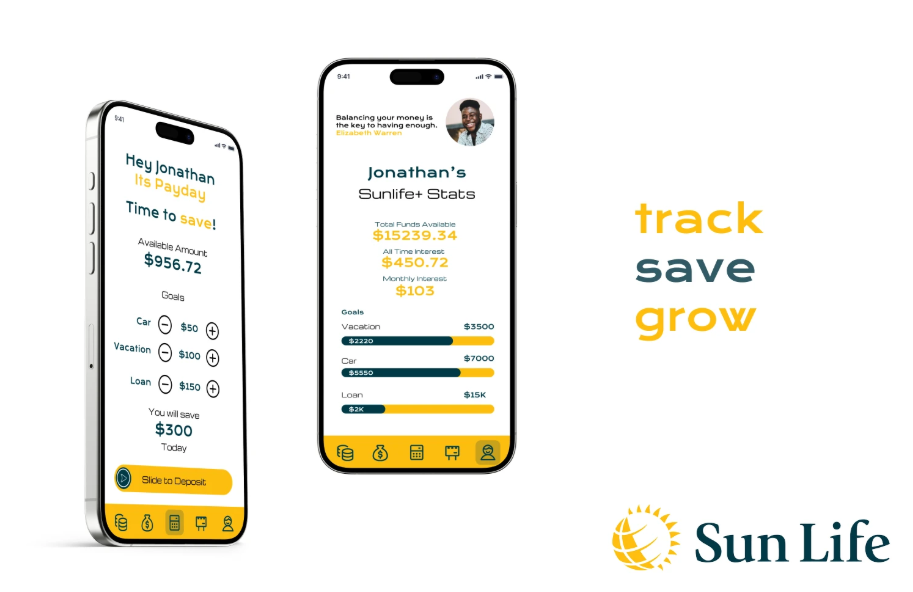 9:41
Hey Jonathan
Its Payday
Time to save!
Available Amount
$956.72
Goals
Car $50
Vacation $100
Loan $150
You will save
$300
Today
Slide to Deposit
9:41
Balancing your money is
the key to having enough.
Elizabeth Warren
Jonathan's
Sunlife+ Stats
Total Funds Available
$15239.34
All Time Interest
$450.72
Monthly Interest
$103
Goals
Vacation $3500
$2220
Car $7000
$5550
Loan $15K
$2K
track
save
grow
Sun Life